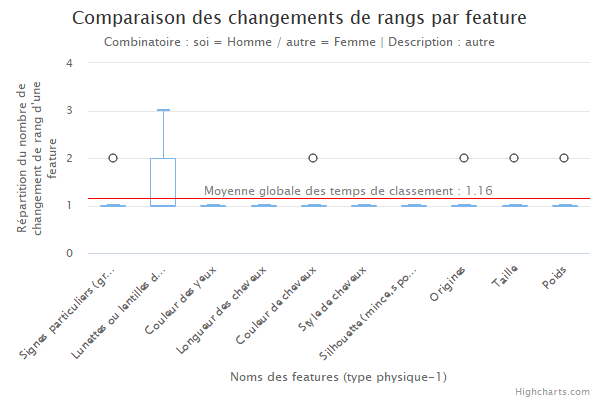 Comparaison des changements de rangs par feature
Combinatoire : soi = Homme / autre = Femme | Description : autre
Répartition du nombre de
changement de rang d'une
feature
4
3
2
1
0
Moyenne globale des temps de classement : 1.16
Signes particuliers (gr...
Lunettes ou lentilles d...
Couleur des yeux
Longueur des cheveux
Couleur de cheveux
Style de cheveux
Silhouette (mince,s po...
Origines
Taille
Poids
Noms des features (type physique-1)
Highcharts.com